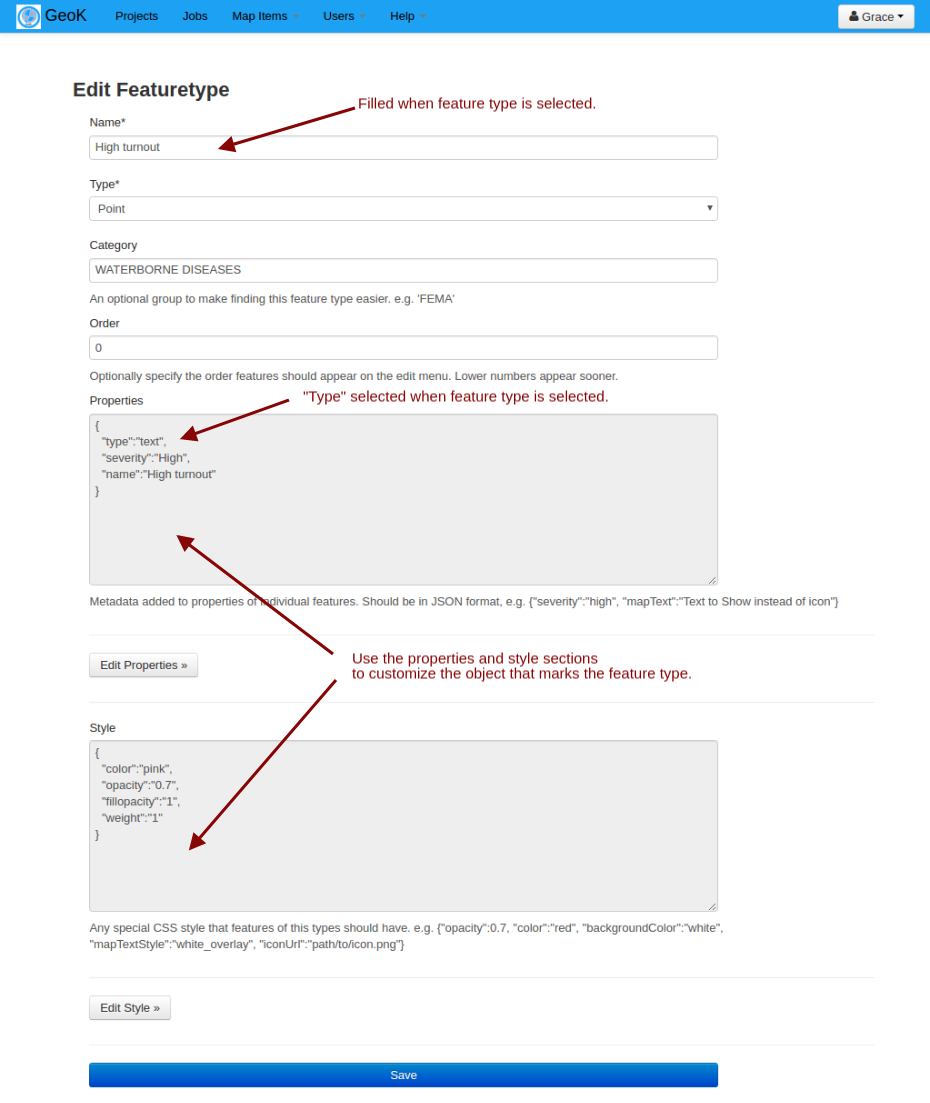 GeoK Projects Jobs Map Items Users Help Grace
Edit Featuretype
Filled when feature type is selected.
Name*
High turnout
Type*
Point
Category
WATERBORNE DISEASES
An optional group to make finding this feature type easier. e.g. 'FEMA'
Order
0
Optionally specify the order features should appear on the edit menu. Lower numbers appear sooner.
"Type" selected when feature type is selected.
Properties
{
"type":"text",
"severity":"High",
"name":"High turnout"
}
Metadata added to properties of individual features. Should be in JSON format, e.g. {"severity":"high", "mapText":"Text to Show instead of icon"}
Edit Properties »
Use the properties and style sections
to customize the object that marks the feature type.
Style
{
"color":"pink",
"opacity":"0.7",
"fillopacity":"1",
"weight":"1"
}
Any special CSS style that features of this types should have. e.g. {"opacity":0.7, "color":"red", "backgroundColor":"white",
"mapTextStyle":"white_overlay", "iconUrl":"path/to/icon.png"}
Edit Style »
Save